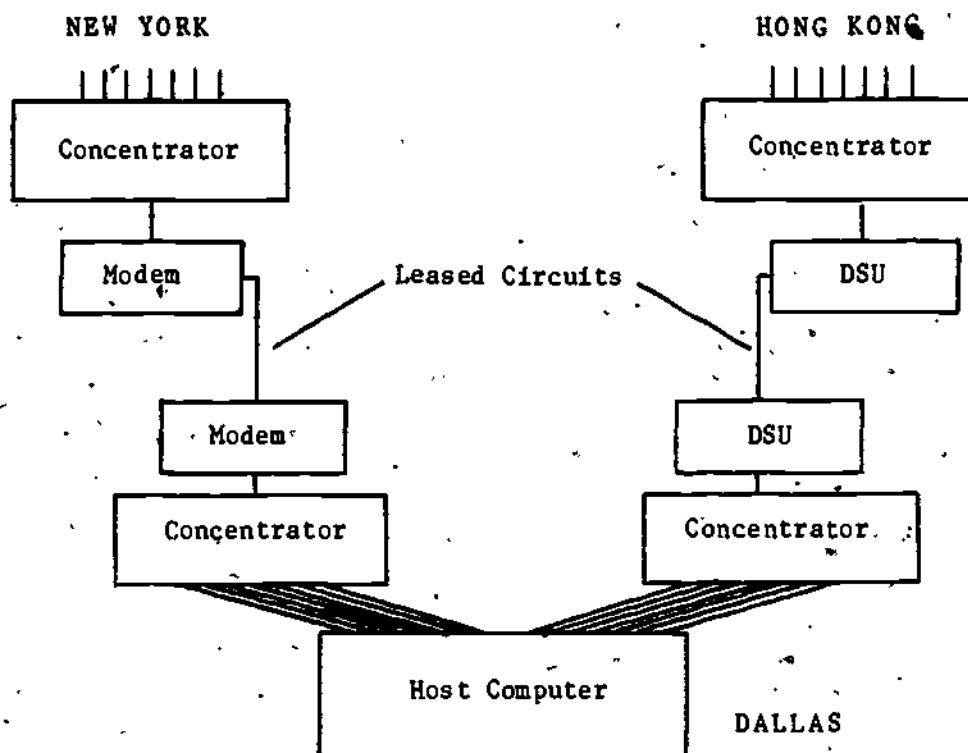 NEW YORK
HONG KONG
Concentrator
Concentrator
Modem
Leased Circuits
DSU
Modem
DSU
Concentrator
Concentrator
Host Computer
DALLAS